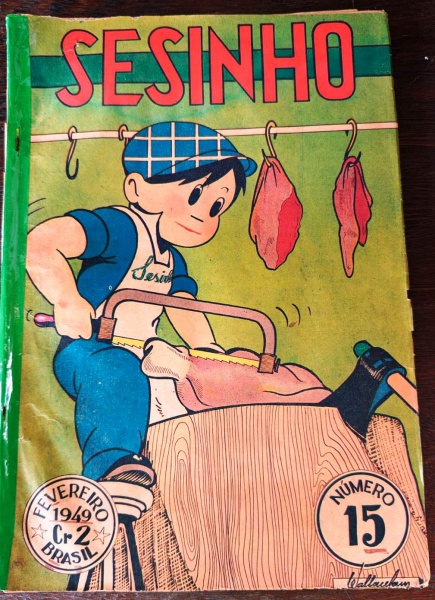 SESINHO
Sesinho
FEVEREIRO
1949
Cr 2
BRASIL
NÚMERO
15